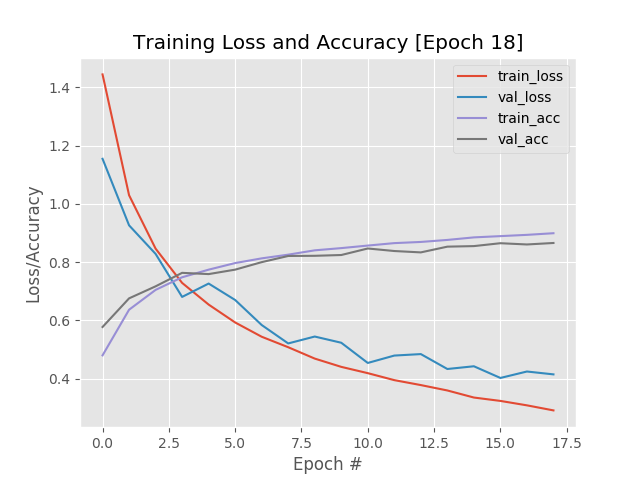 Training Loss and Accuracy [Epoch 18]
train_loss
val_loss
train_acc
val_acc
1.4
1.2
1.0
0.8
0.6
0.4
Loss/Accuracy
0.0 2.5 5.0 7.5 10.0 12.5 15.0 17.5
Epoch #